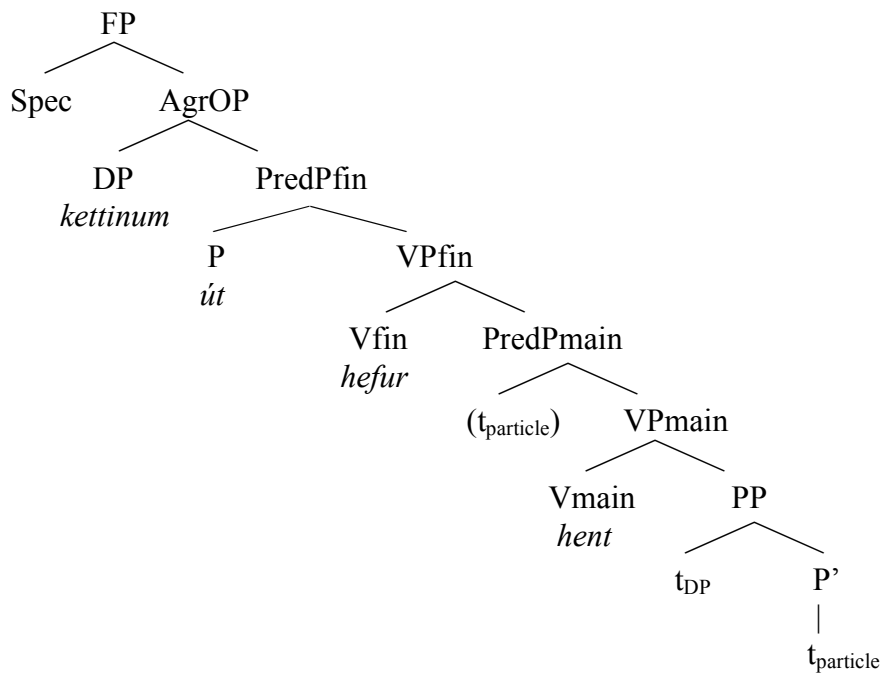 FP
Spec AgrOP
DP PredPfin
kettinum
P VPfin
út
Vfin PredPmain
hefur
(tparticle) VPmain
Vmain PP
hent
tDP P’
tparticle